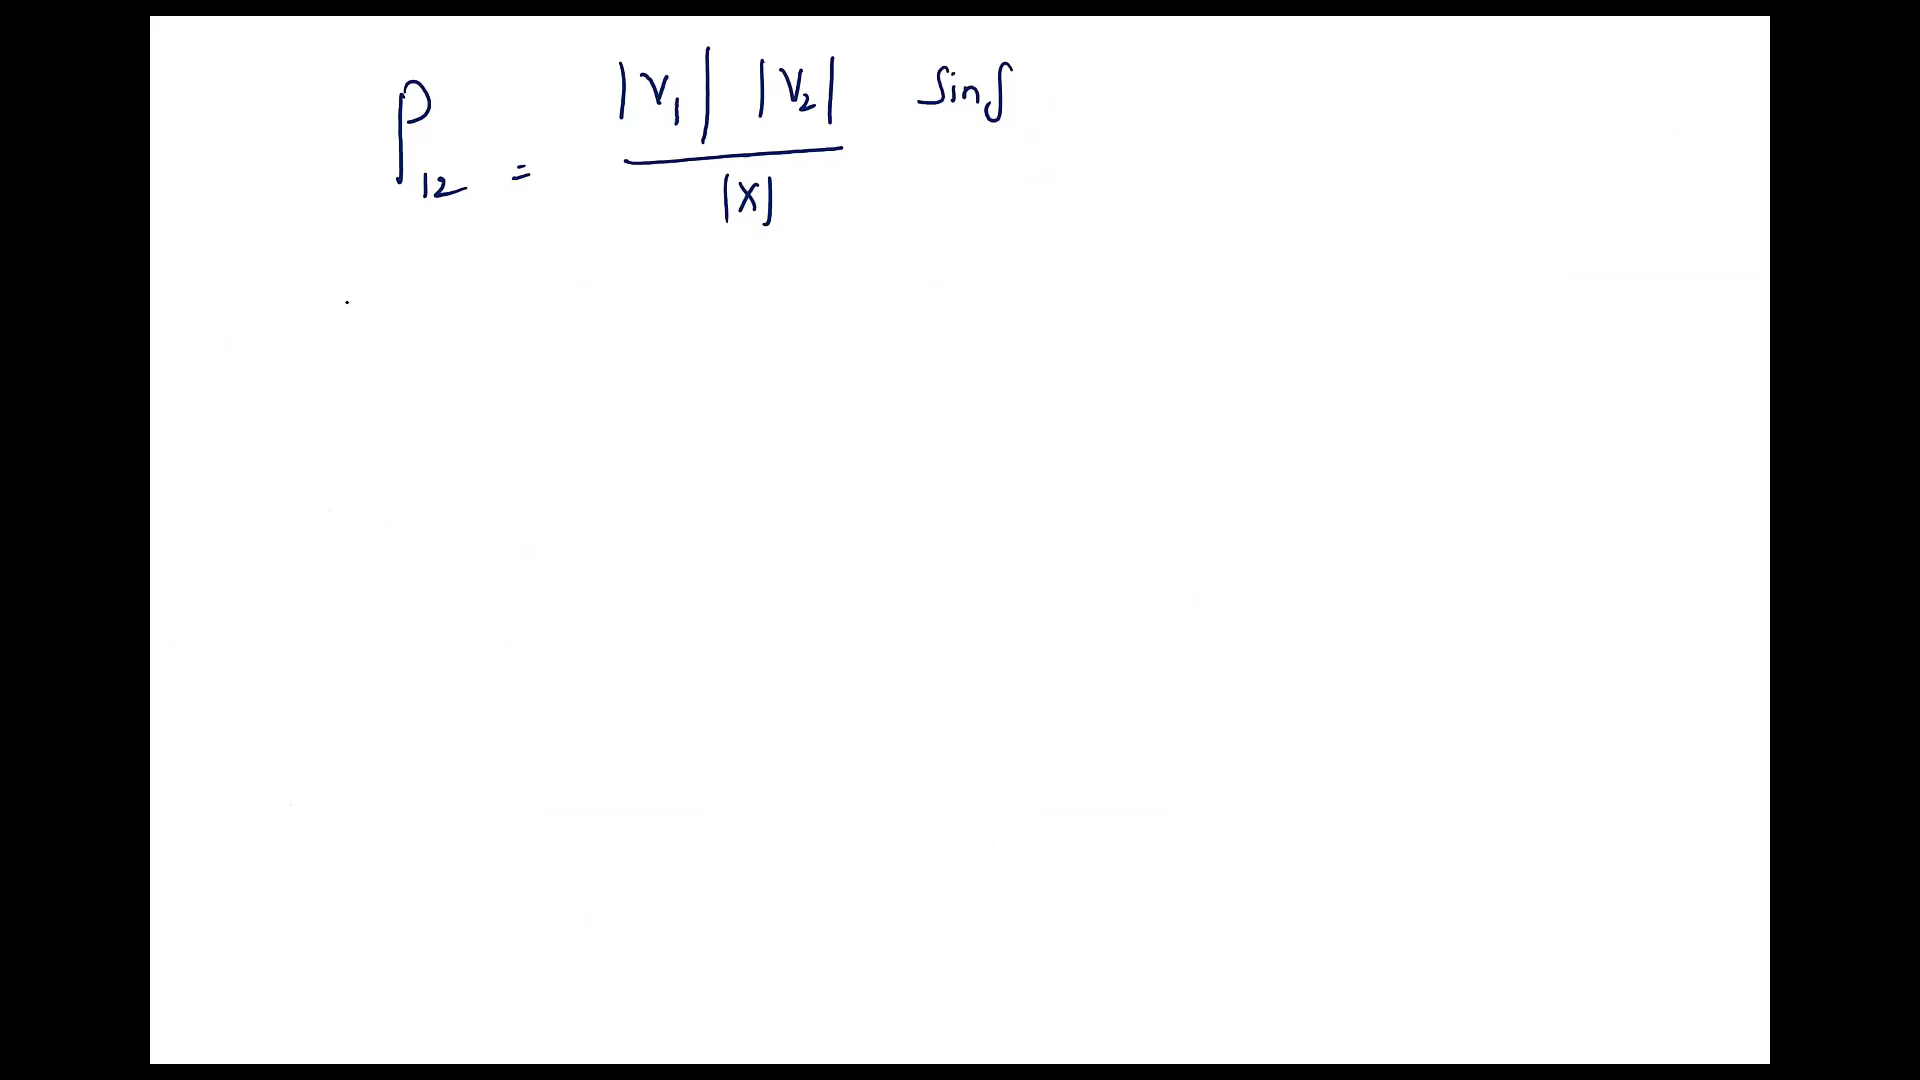 P₁₂ = |V₁| |V₂| / |X| sinδ